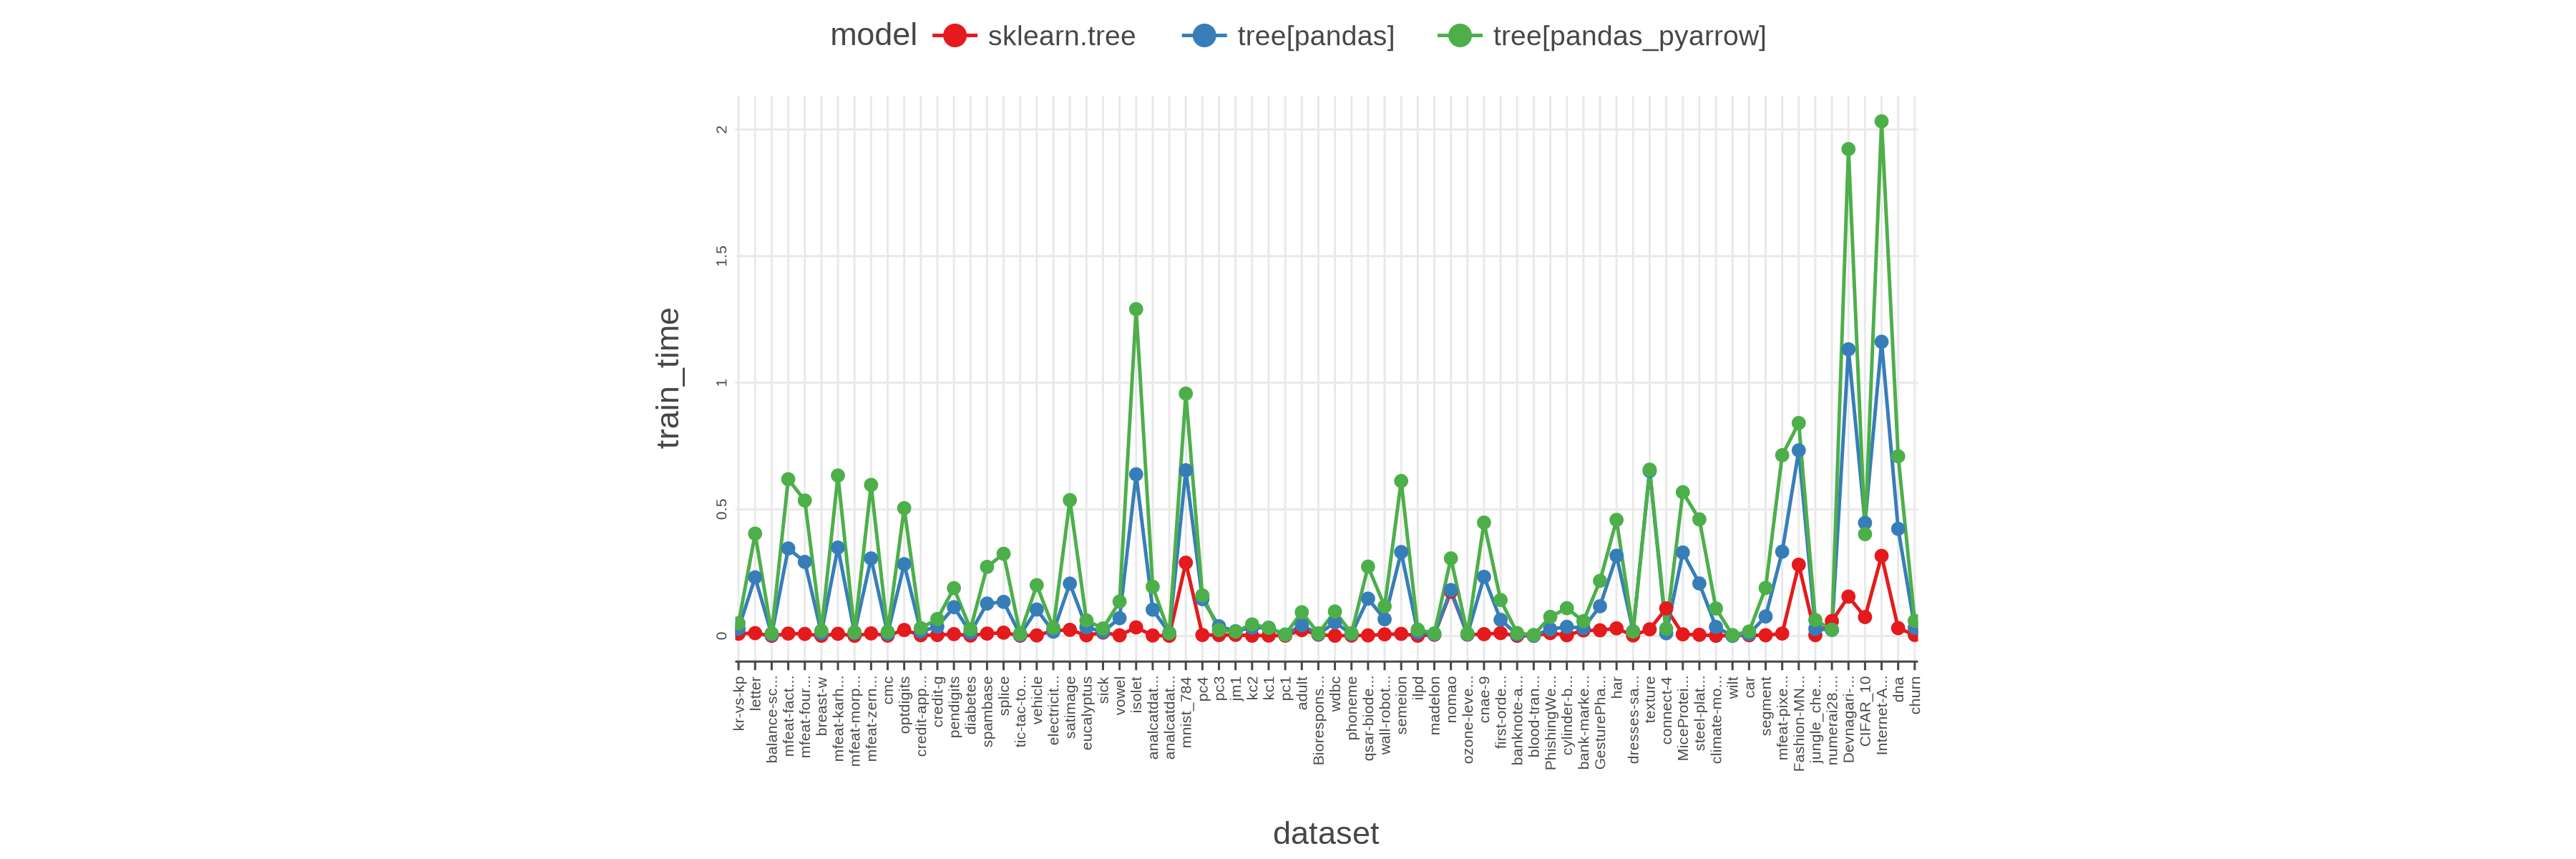 model sklearn.tree tree[pandas] tree[pandas_pyarrow]
train_time
2
1.5
1
0.5
0
kr-vs-kp
letter
balance-sc...
mfeat-fact...
mfeat-four...
breast-w
mfeat-karh...
mfeat-morp...
mfeat-zern...
cmc
optdigits
credit-app...
credit-g
pendigits
diabetes
spambase
splice
tic-tac-to...
vehicle
electricit...
satimage
eucalyptus
sick
vowel
isolet
analcatdat...
analcatdat...
mnist_784
pc4
pc3
jm1
kc2
kc1
pc1
adult
Biorespons...
wdbc
phoneme
qsar-biode...
wall-robot...
semeion
ilpd
madelon
nomao
ozone-leve...
cnae-9
first-orde...
banknote-a...
blood-tran...
PhishingWe...
cylinder-b...
bank-marke...
GesturePha...
har
dresses-sa...
texture
connect-4
MiceProtei...
steel-plat...
climate-mo...
wilt
car
segment
mfeat-pixe...
Fashion-MN...
jungle_che...
numerai28....
Devnagari-...
CIFAR_10
Internet-A...
dna
churn
dataset